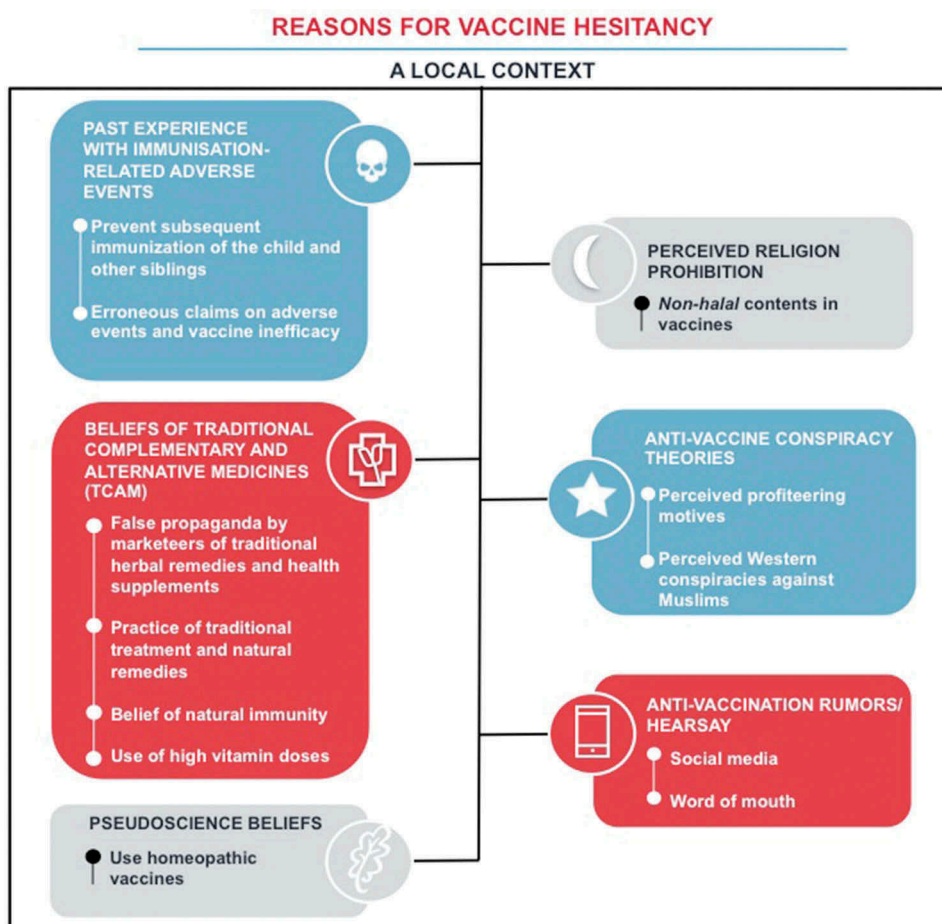 REASONS FOR VACCINE HESITANCY
A LOCAL CONTEXT
PAST EXPERIENCE
WITH IMMUNISATION-
RELATED ADVERSE
EVENTS
Prevent subsequent
immunization of the child and
other siblings
Erroneous claims on adverse
events and vaccine inefficacy
PERCEIVED RELIGION
PROHIBITION
Non-halal contents in
vaccines
BELIEFS OF TRADITIONAL
COMPLEMENTARY AND
ALTERNATIVE MEDICINES
(TCAM)
False propaganda by
marketeers of traditional
herbal remedies and health
supplements
Practice of traditional
treatment and natural
remedies
Belief of natural immunity
Use of high vitamin doses
ANTI-VACCINE CONSPIRACY
THEORIES
Perceived profiteering
motives
Perceived Western
conspiracies against
Muslims
ANTI-VACCINATION RUMORS/
HEARSAY
Social media
Word of mouth
PSEUDOSCIENCE BELIEFS
Use homeopathic
vaccines